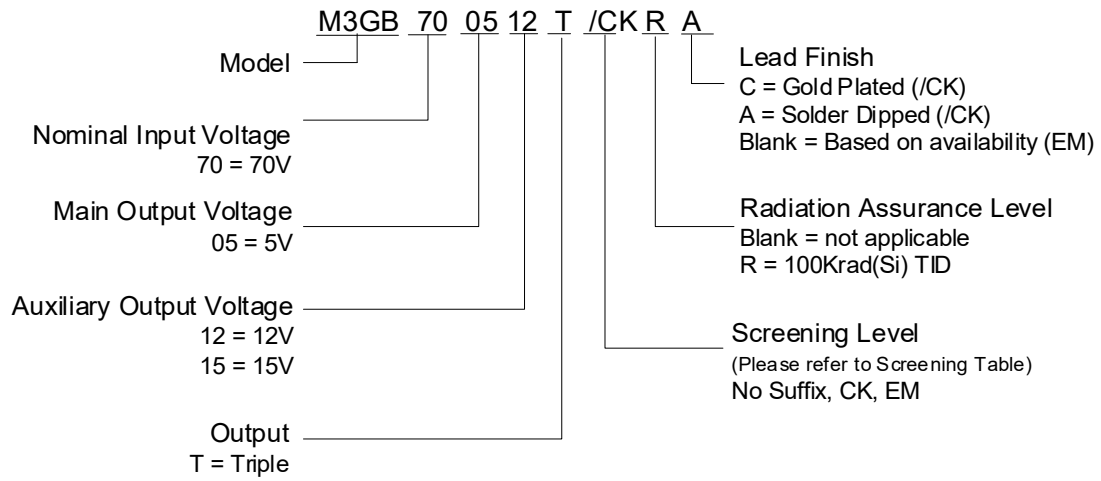 M3GB 70 05 12 T /CK R A
Model
Nominal Input Voltage
70 = 70V
Main Output Voltage
05 = 5V
Auxiliary Output Voltage
12 = 12V
15 = 15V
Output
T = Triple
Lead Finish
C = Gold Plated (/CK)
A = Solder Dipped (/CK)
Blank = Based on availability (EM)
Radiation Assurance Level
Blank = not applicable
R = 100Krad(Si) TID
Screening Level
(Please refer to Screening Table)
No Suffix, CK, EM